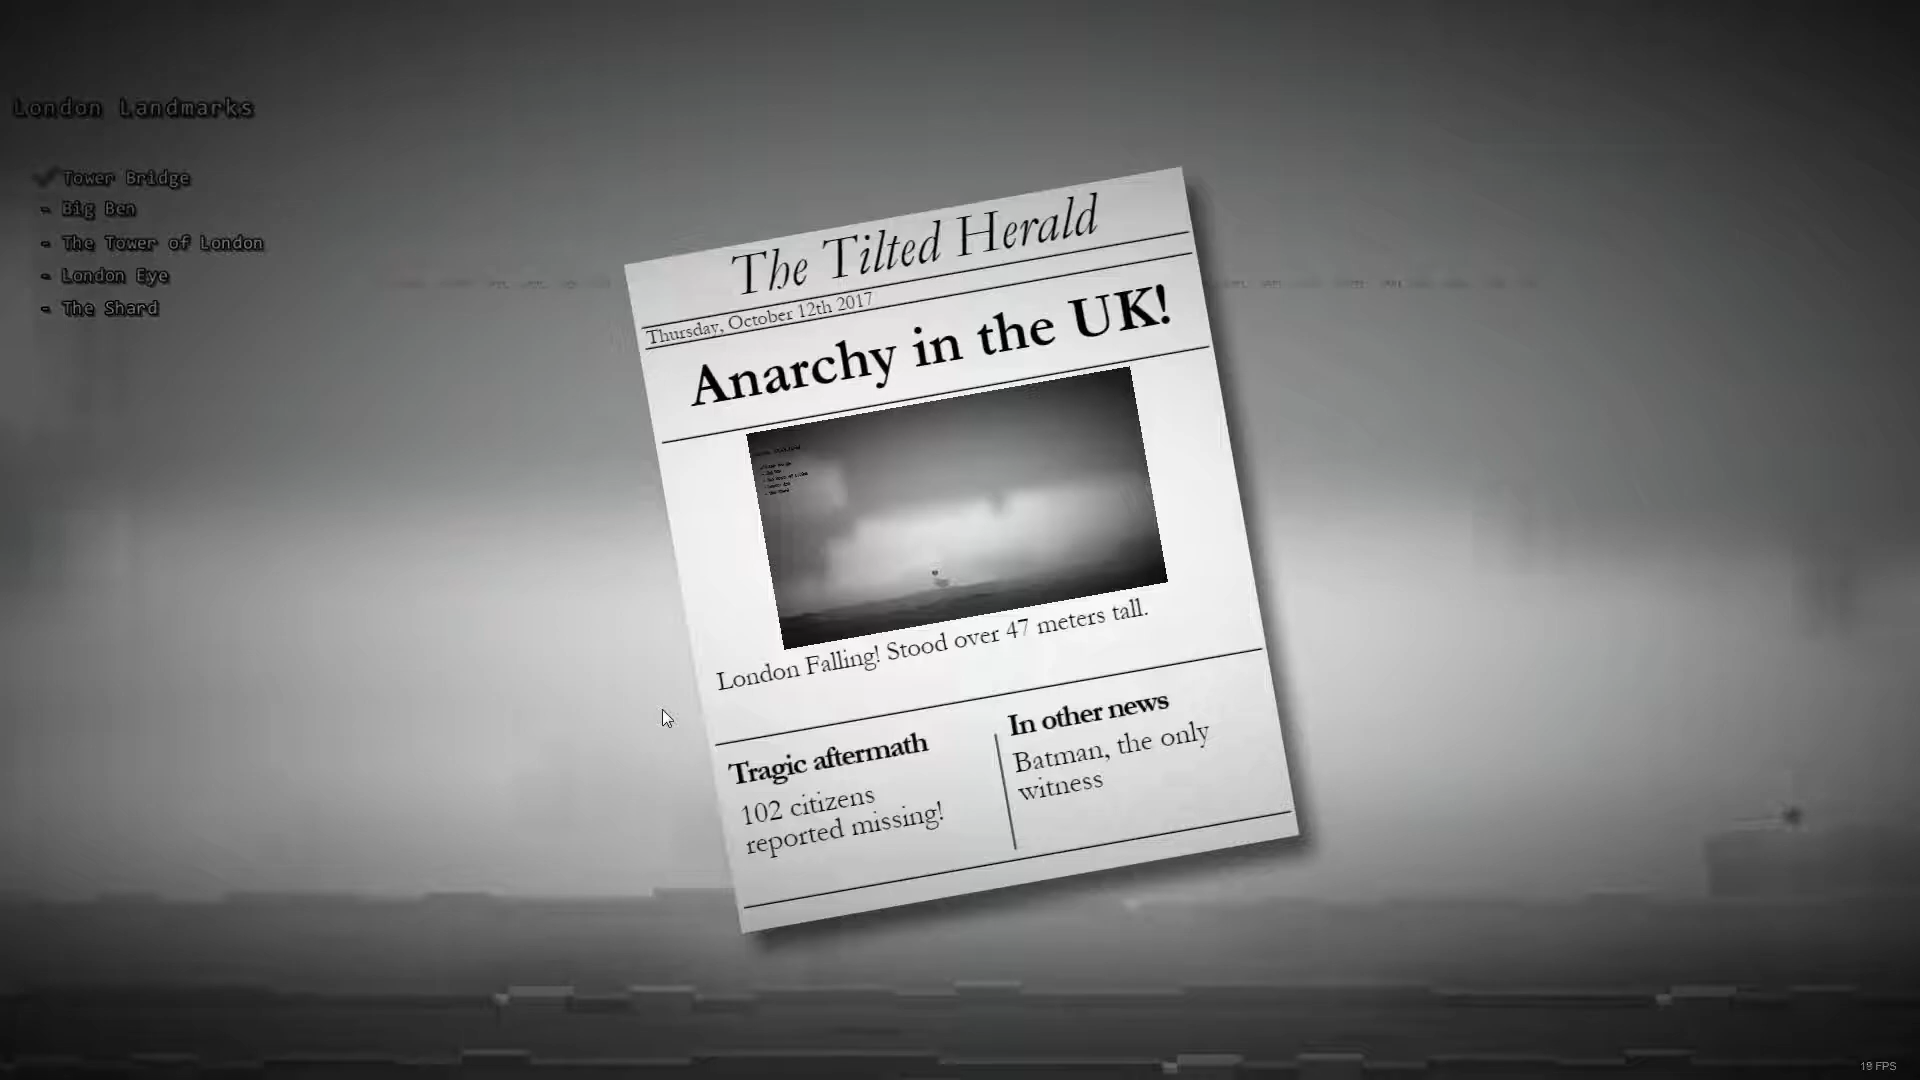 London Landmarks
Tower Bridge
- Big Ben
- The Tower of London
- London Eye
- The Shard
The Tilted Herald
Thursday, October 12th 2017
Anarchy in the UK!
London Falling! Stood over 47 meters tall.
Tragic aftermath
102 citizens
reported missing!
In other news
Batman, the only
witness
19 FPS